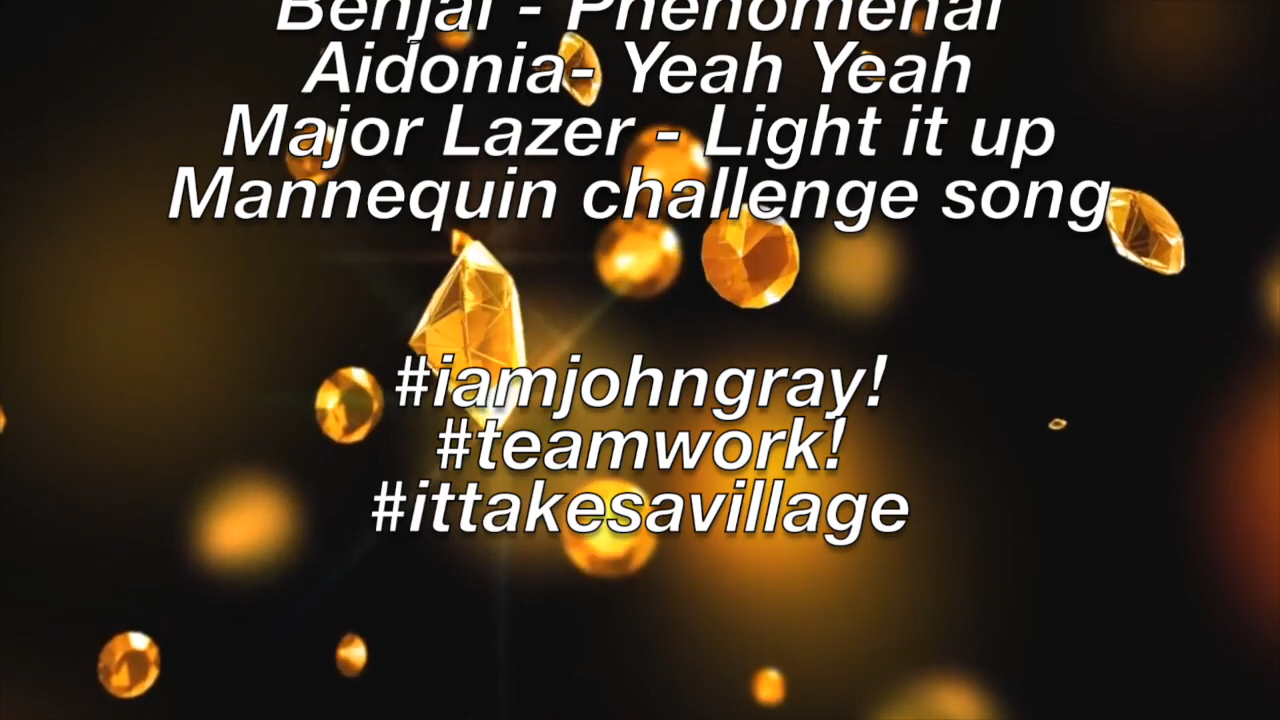 Benjai - Phenomenal
Aidonia- Yeah Yeah
Major Lazer - Light it up
Mannequin challenge song
#iamjohngray!
#teamwork!
#ittakesavillage